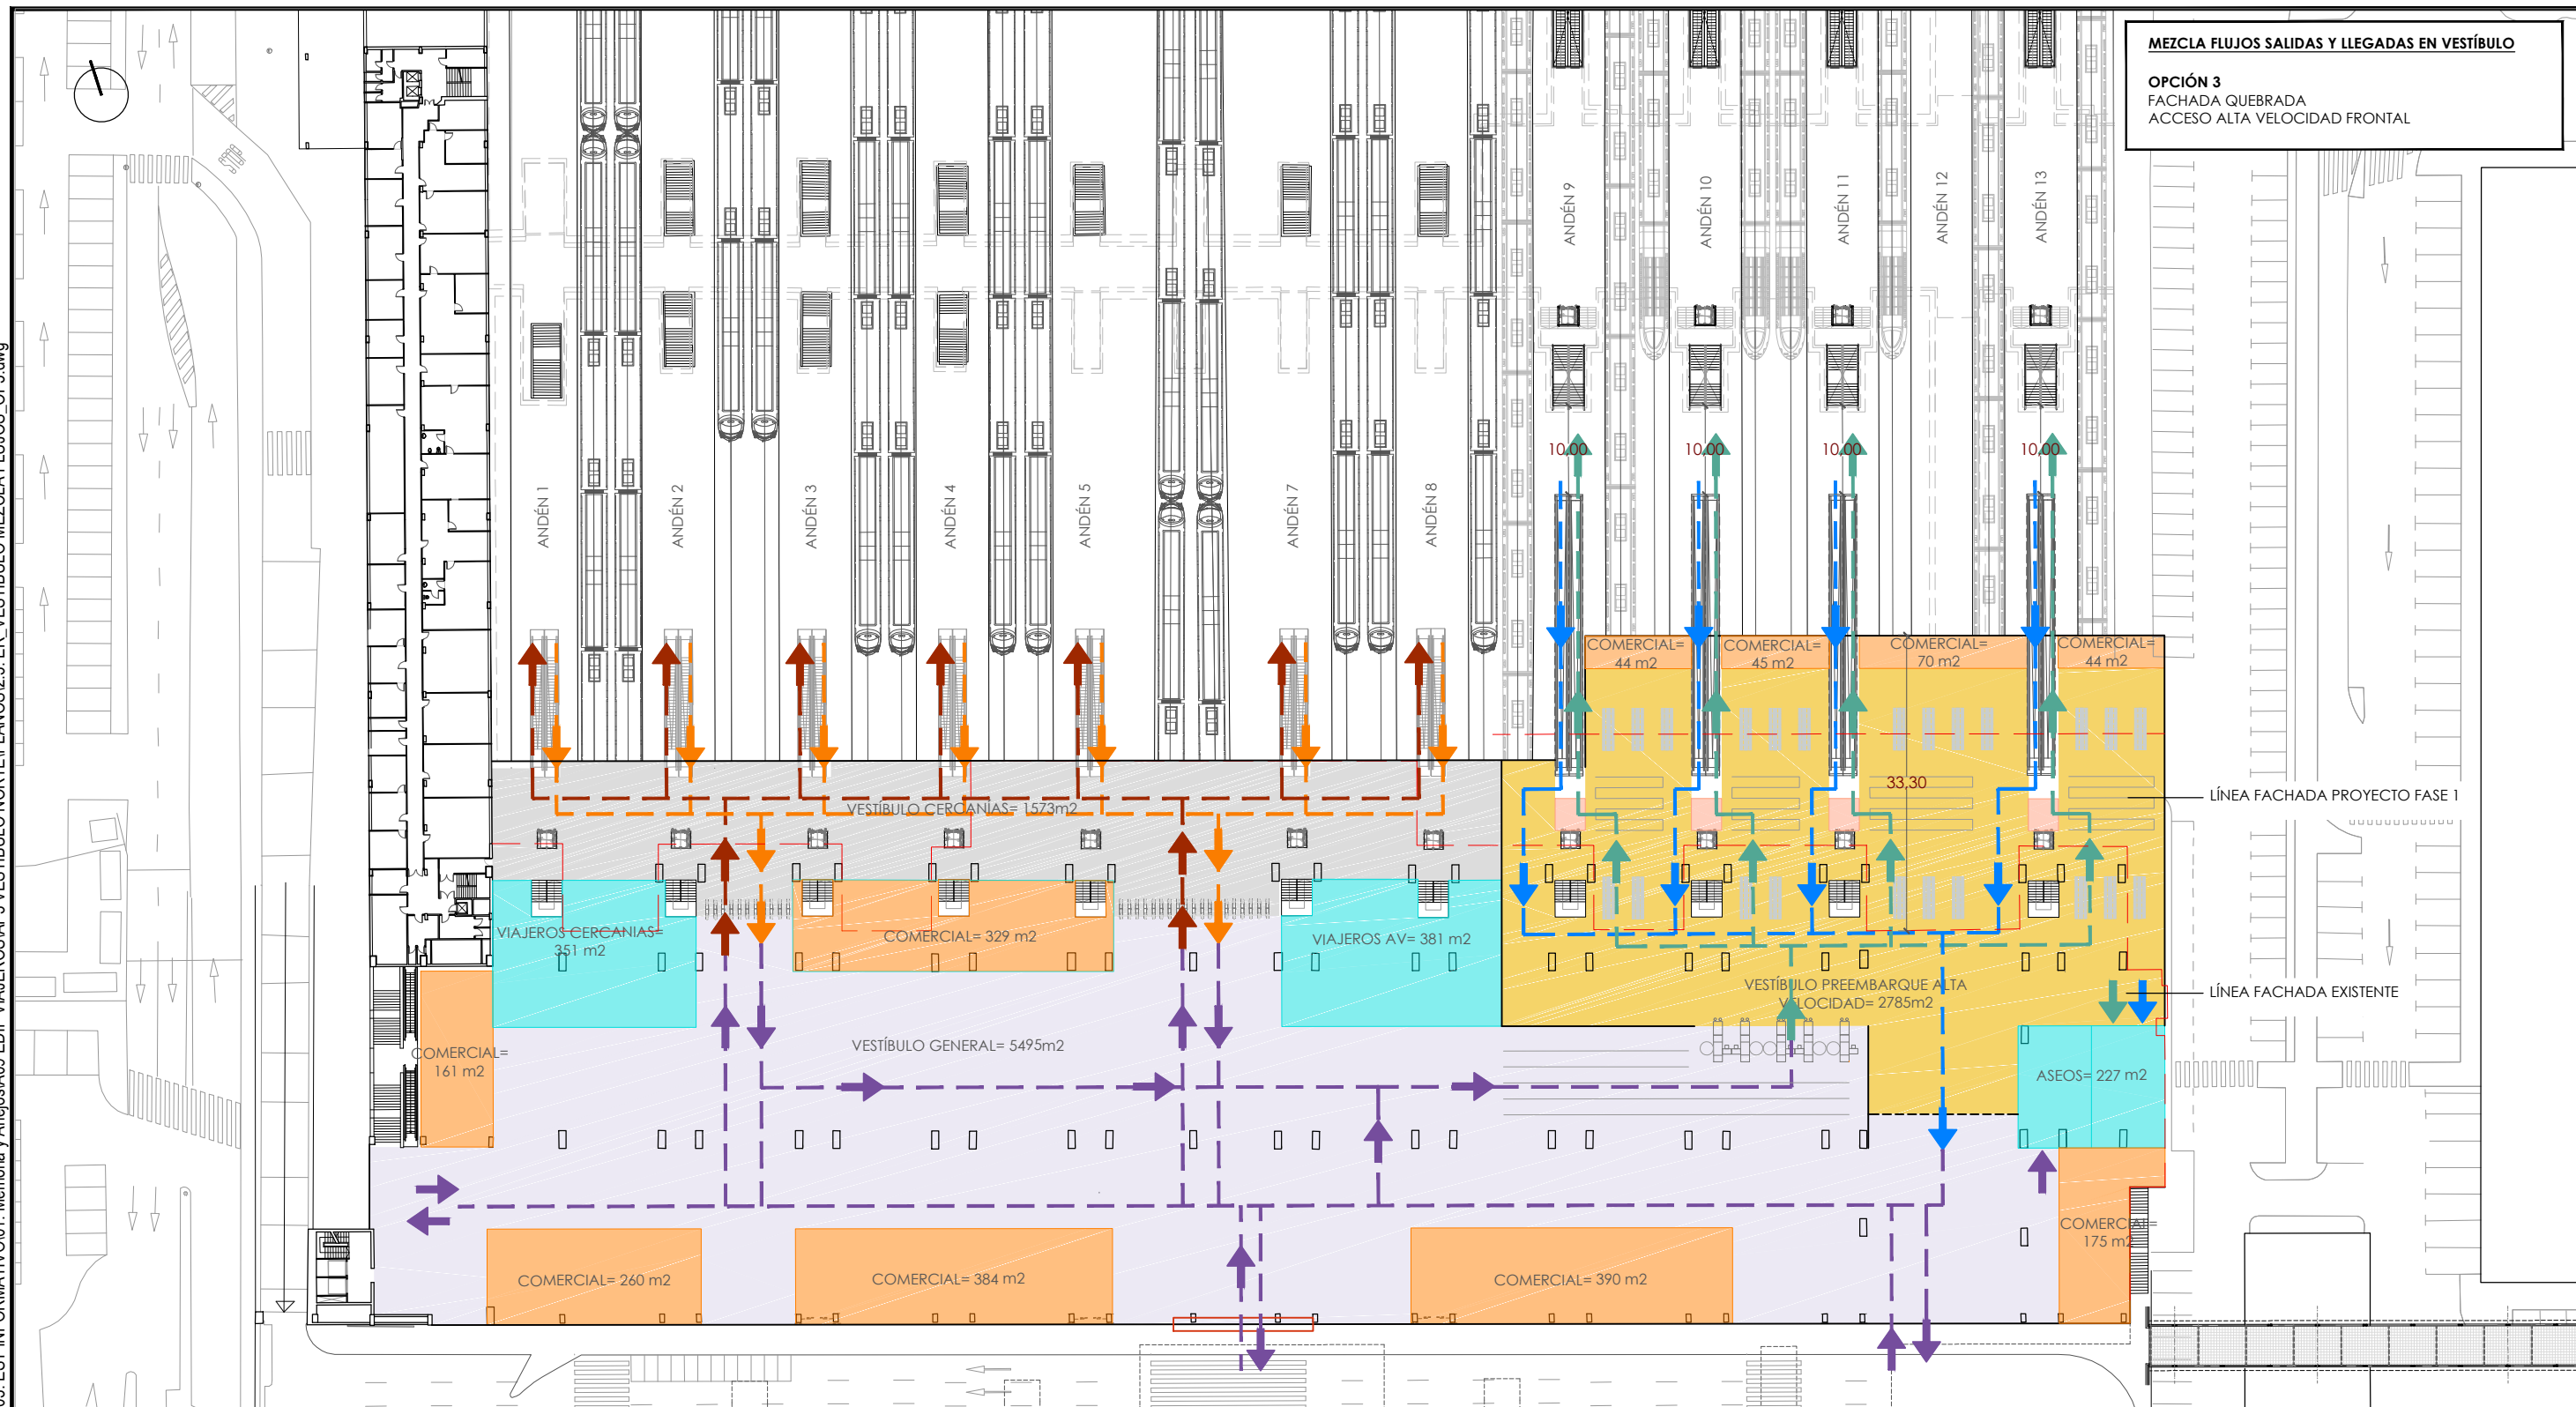 MEZCLA FLUJOS SALIDAS Y LLEGADAS EN VESTÍBULO
OPCIÓN 3
FACHADA QUEBRADA
ACCESO ALTA VELOCIDAD FRONTAL
ANDÉN 9
ANDÉN 10
ANDÉN 11
ANDÉN 12
ANDÉN 13
ANDÉN 1
ANDÉN 2
ANDÉN 3
ANDÉN 4
ANDÉN 5
ANDÉN 7
ANDÉN 8
10,00
10,00
10,00
10,00
COMERCIAL=
44 m2
COMERCIAL=
45 m2
COMERCIAL=
70 m2
COMERCIAL=
44 m2
33,30
LÍNEA FACHADA PROYECTO FASE 1
VESTÍBULO CERCANÍAS= 1573m2
VIAJEROS CERCANÍAS=
351 m2
COMERCIAL= 329 m2
VIAJEROS AV= 381 m2
VESTÍBULO PREEMBARQUE ALTA
VELOCIDAD= 2785m2
LÍNEA FACHADA EXISTENTE
COMERCIAL=
161 m2
VESTÍBULO GENERAL= 5495m2
ASEOS= 227 m2
COMERCIAL=
175 m2
COMERCIAL= 260 m2
COMERCIAL= 384 m2
COMERCIAL= 390 m2